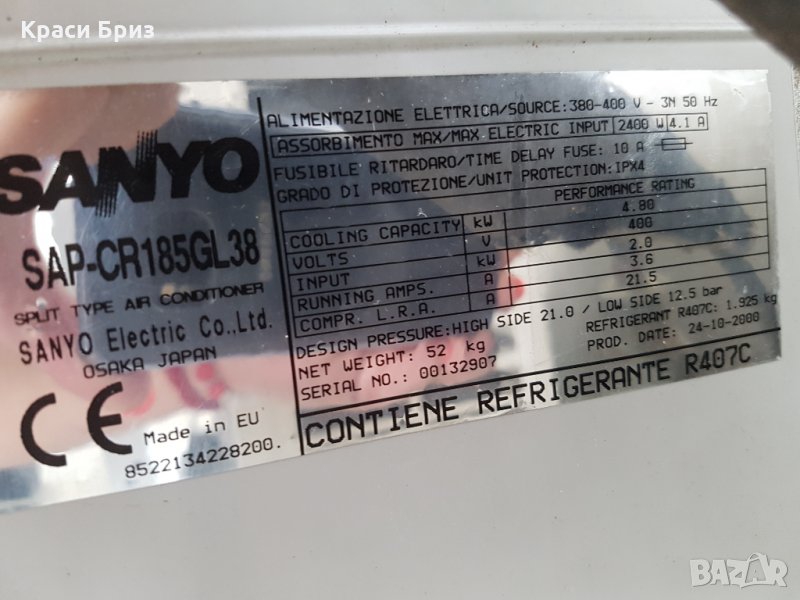 Краси Бриз
SANYO
SAP-CR185GL38
SPLIT TYPE AIR CONDITIONER
SANYO Electric Co.,Ltd.
OSAKA JAPAN
CE
Made in EU
8522134228200.
ALIMENTAZIONE ELETTRICA/SOURCE:380-400 V - 3N 50 Hz
ASSORBIMENTO MAX/MAX ELECTRIC INPUT 2400 W 4.1 A
FUSIBILE RITARDARO/TIME DELAY FUSE: 10 A
GRADO DI PROTEZIONE/UNIT PROTECTION:IPX4
PERFORMANCE RATING
COOLING CAPACITY kW 4.80
VOLTS V 400
INPUT kW 2.0
RUNNING AMPS. A 3.6
COMPR. L.R.A. A 21.5
DESIGN PRESSURE:HIGH SIDE 21.0 / LOW SIDE 12.5 bar
NET WEIGHT: 52 kg REFRIGERANT R407C: 1.925 kg
SERIAL NO.: 00132907 PROD. DATE: 24-10-2000
CONTIENE REFRIGERANTE R407C
BAZAR